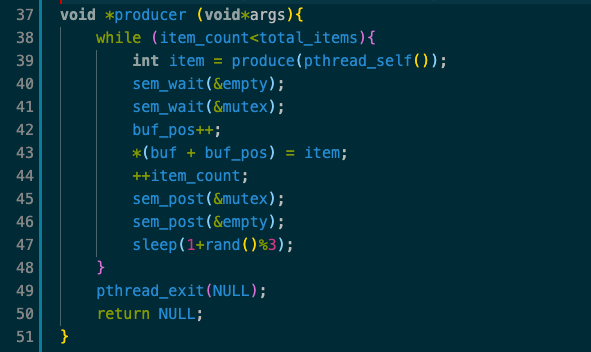 37 void *producer (void*args){
38 while (item_count<total_items){
39 int item = produce(pthread_self());
40 sem_wait(&empty);
41 sem_wait(&mutex);
42 buf_pos++;
43 *(buf + buf_pos) = item;
44 ++item_count;
45 sem_post(&mutex);
46 sem_post(&empty);
47 sleep(1+rand()%3);
48 }
49 pthread_exit(NULL);
50 return NULL;
51 }